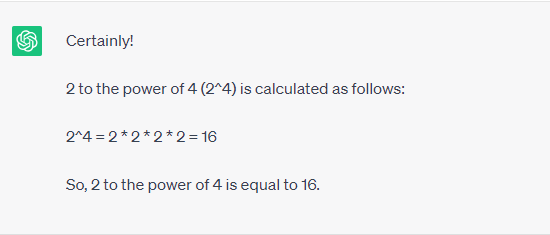 Certainly!
2 to the power of 4 (2^4) is calculated as follows:
2^4 = 2 * 2 * 2 * 2 = 16
So, 2 to the power of 4 is equal to 16.